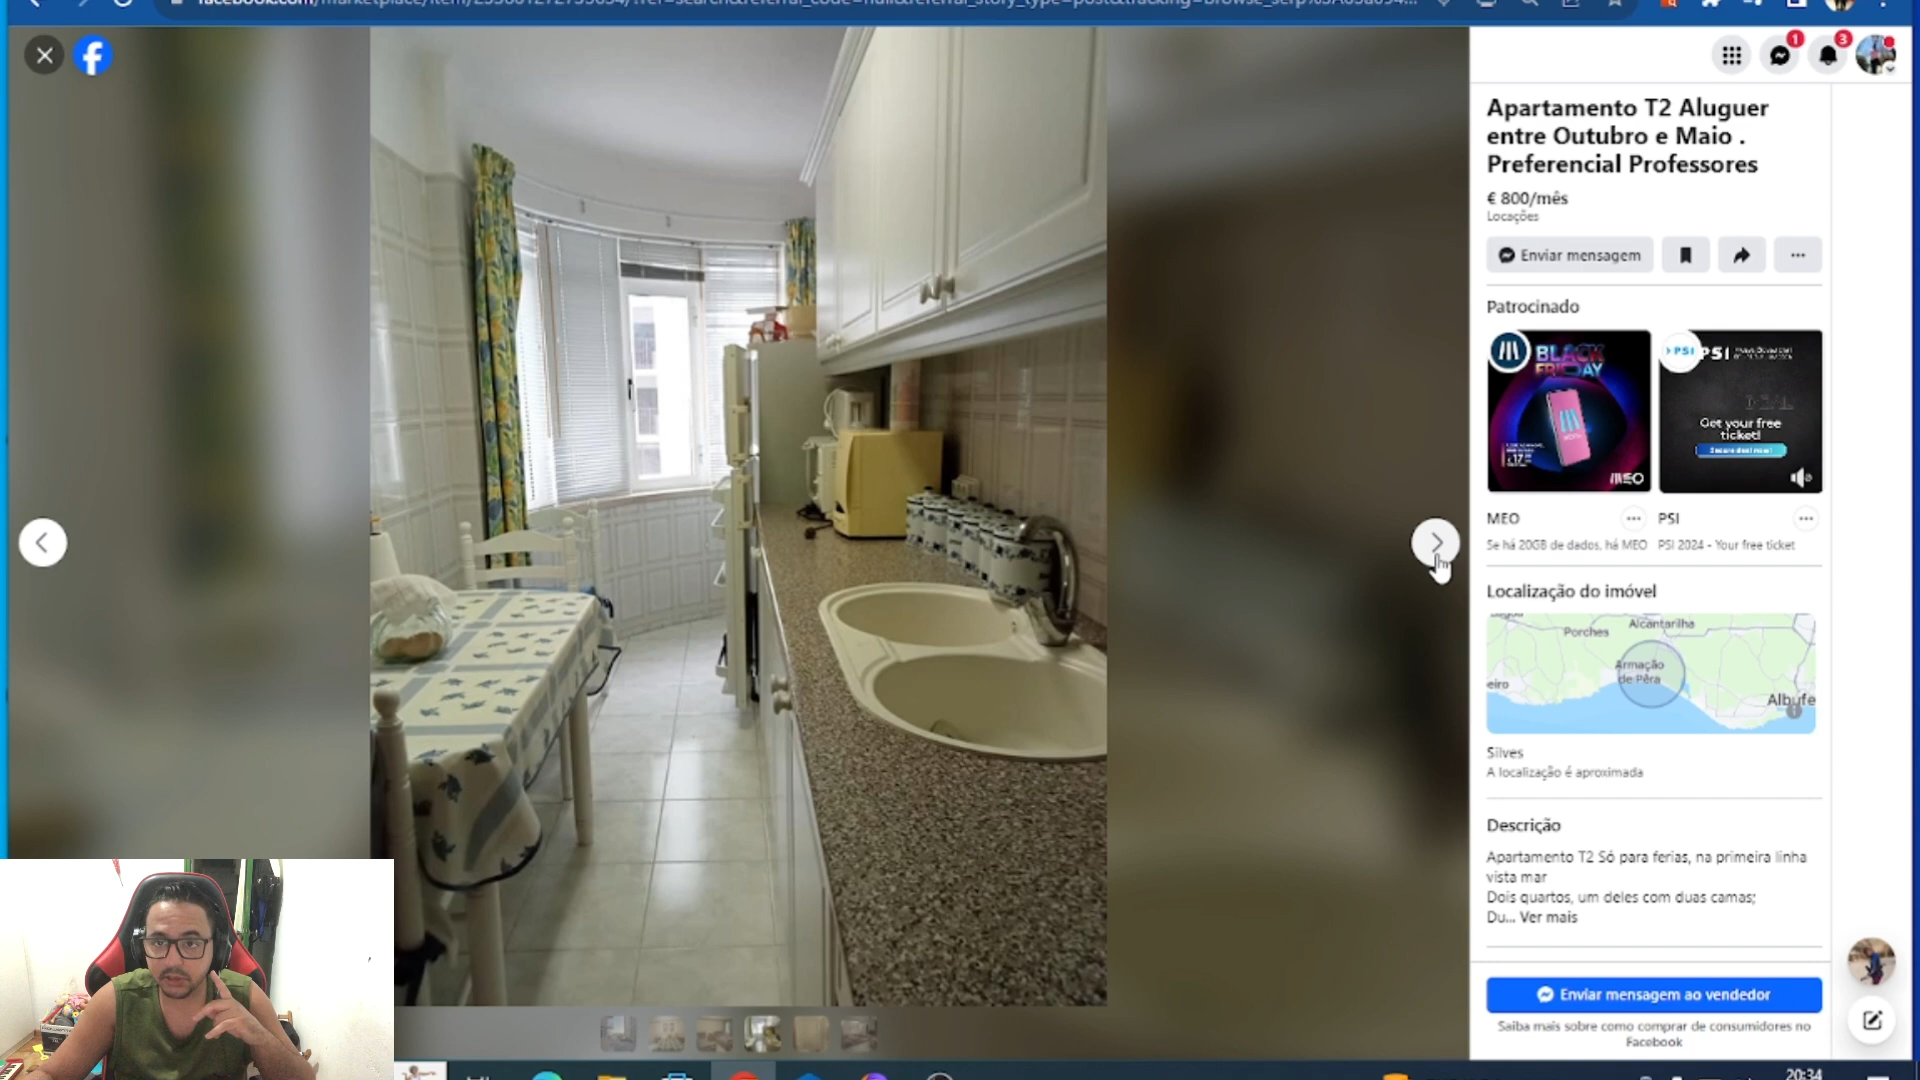 1
3
Apartamento T2 Aluguer
entre Outubro e Maio .
Preferencial Professores
€ 800/mês
Locações
Enviar mensagem
Patrocinado
BLACK
FRIDAY
MEO
PSI
PSI
Get your free
ticket!
MEO
PSI
Se há 20GB de dados, há MEO
PSI 2024 - Your free ticket
Localização do imóvel
Porches
Alcantarilha
Armação
de Pêra
eiro
Albufe
Silves
A localização é aproximada
Descrição
Apartamento T2 Só para ferias, na primeira linha
vista mar
Dois quartos, um deles com duas camas;
Du... Ver mais
Enviar mensagem ao vendedor
Saiba mais sobre como comprar de consumidores no
Facebook
20:34